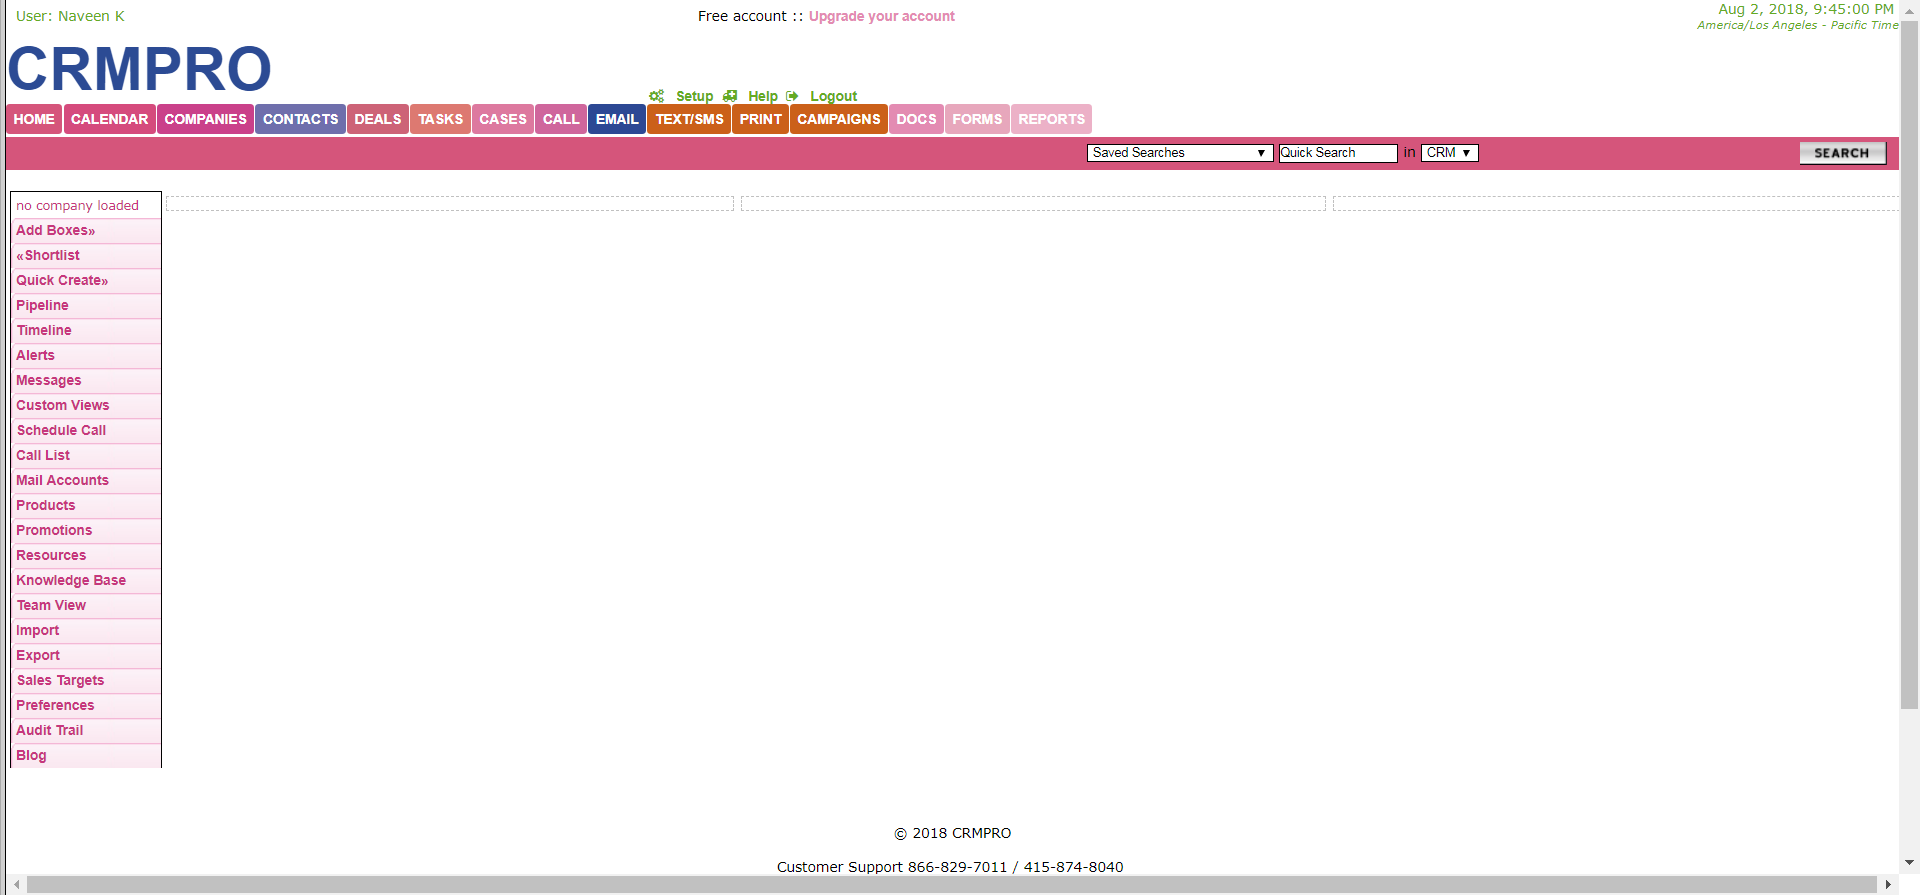 User: Naveen K
Free account :: Upgrade your account
Aug 2, 2018, 9:45:00 PM
America/Los Angeles - Pacific Time
CRMPRO
Setup Help Logout
HOME CALENDAR COMPANIES CONTACTS DEALS TASKS CASES CALL EMAIL TEXT/SMS PRINT CAMPAIGNS DOCS FORMS REPORTS
Saved Searches Quick Search in CRM SEARCH
no company loaded
Add Boxes»
«Shortlist
Quick Create»
Pipeline
Timeline
Alerts
Messages
Custom Views
Schedule Call
Call List
Mail Accounts
Products
Promotions
Resources
Knowledge Base
Team View
Import
Export
Sales Targets
Preferences
Audit Trail
Blog
© 2018 CRMPRO
Customer Support 866-829-7011 / 415-874-8040